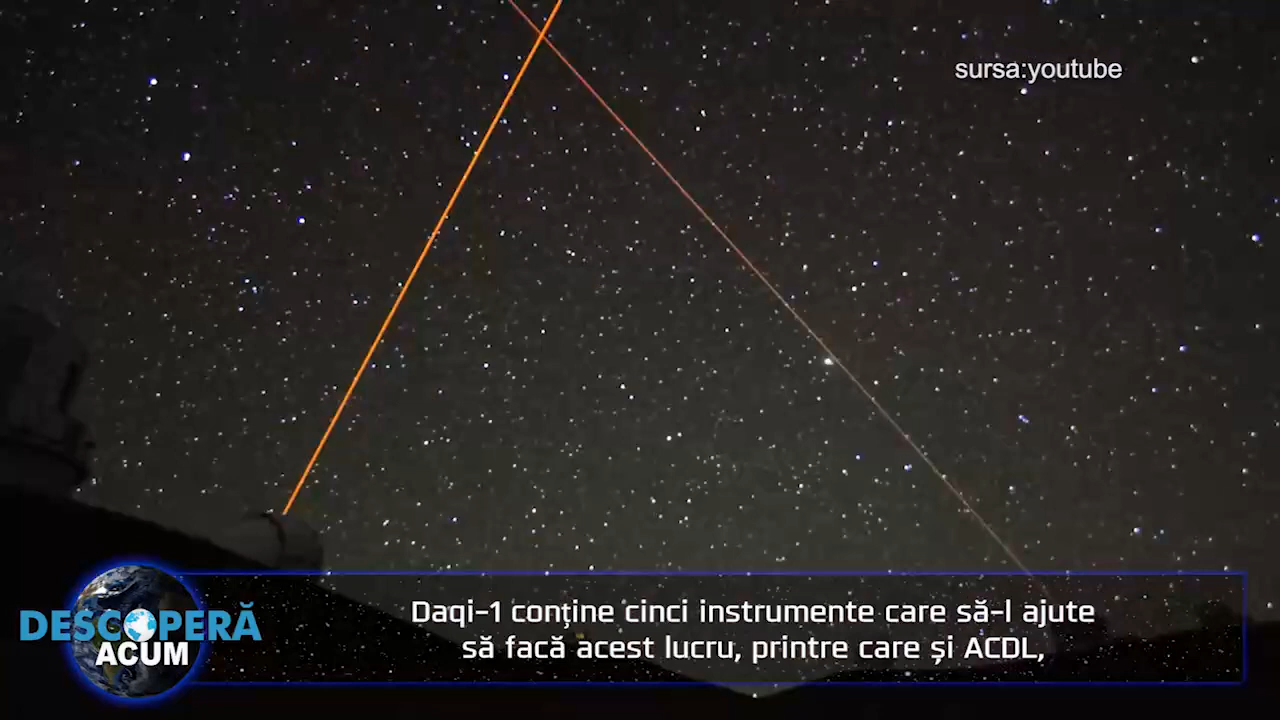 sursa:youtube
Daqi-1 conține cinci instrumente care să-l ajute
să facă acest lucru, printre care și ACDL,
DESCOPERĂ
ACUM